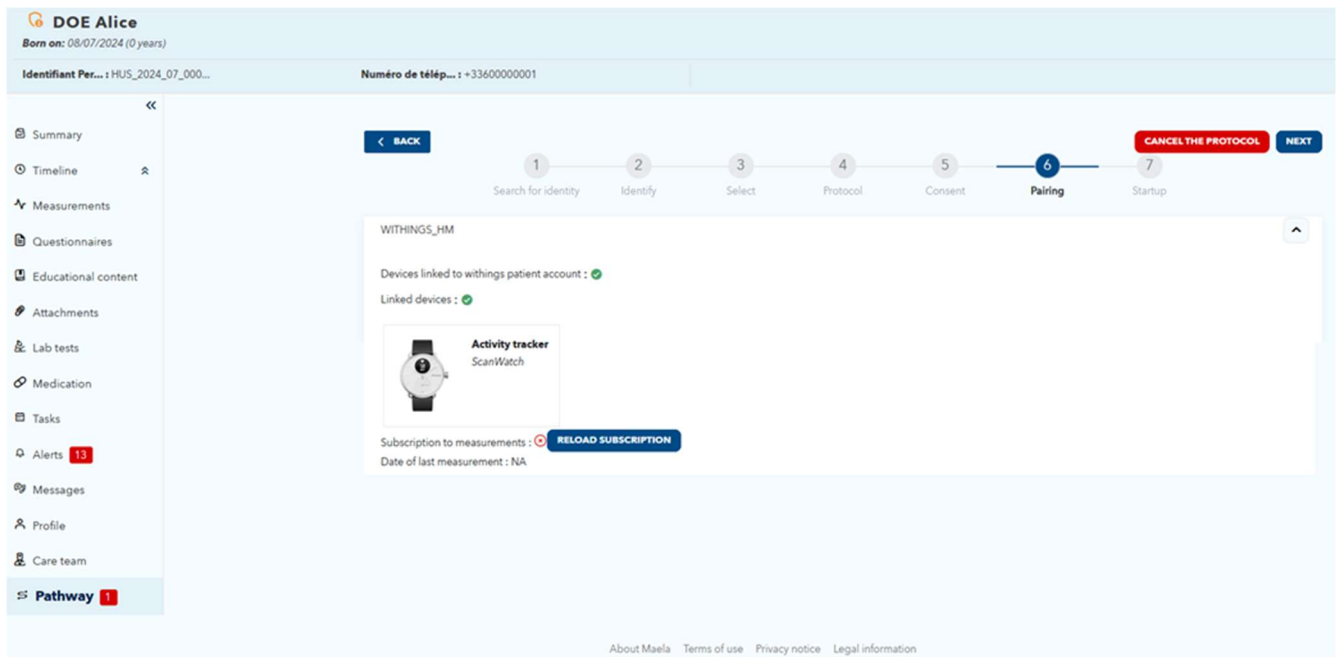 DOE Alice
Born on: 08/07/2024 (0 years)
Identifiant Per... : HUS_2024_07_000...
Numéro de télép... : +33600000001
«
Summary
Timeline
Measurements
Questionnaires
Educational content
Attachments
Lab tests
Medication
Tasks
Alerts 13
Messages
Profile
Care team
Pathway 1
< BACK
CANCEL THE PROTOCOL
NEXT
1 2 3 4 5 6 7
Search for identity Identify Select Protocol Consent Pairing Startup
WITHINGS_HM
Devices linked to withings patient account :
Linked devices :
Activity tracker
ScanWatch
Subscription to measurements : RELOAD SUBSCRIPTION
Date of last measurement : NA
About Maela Terms of use Privacy notice Legal information